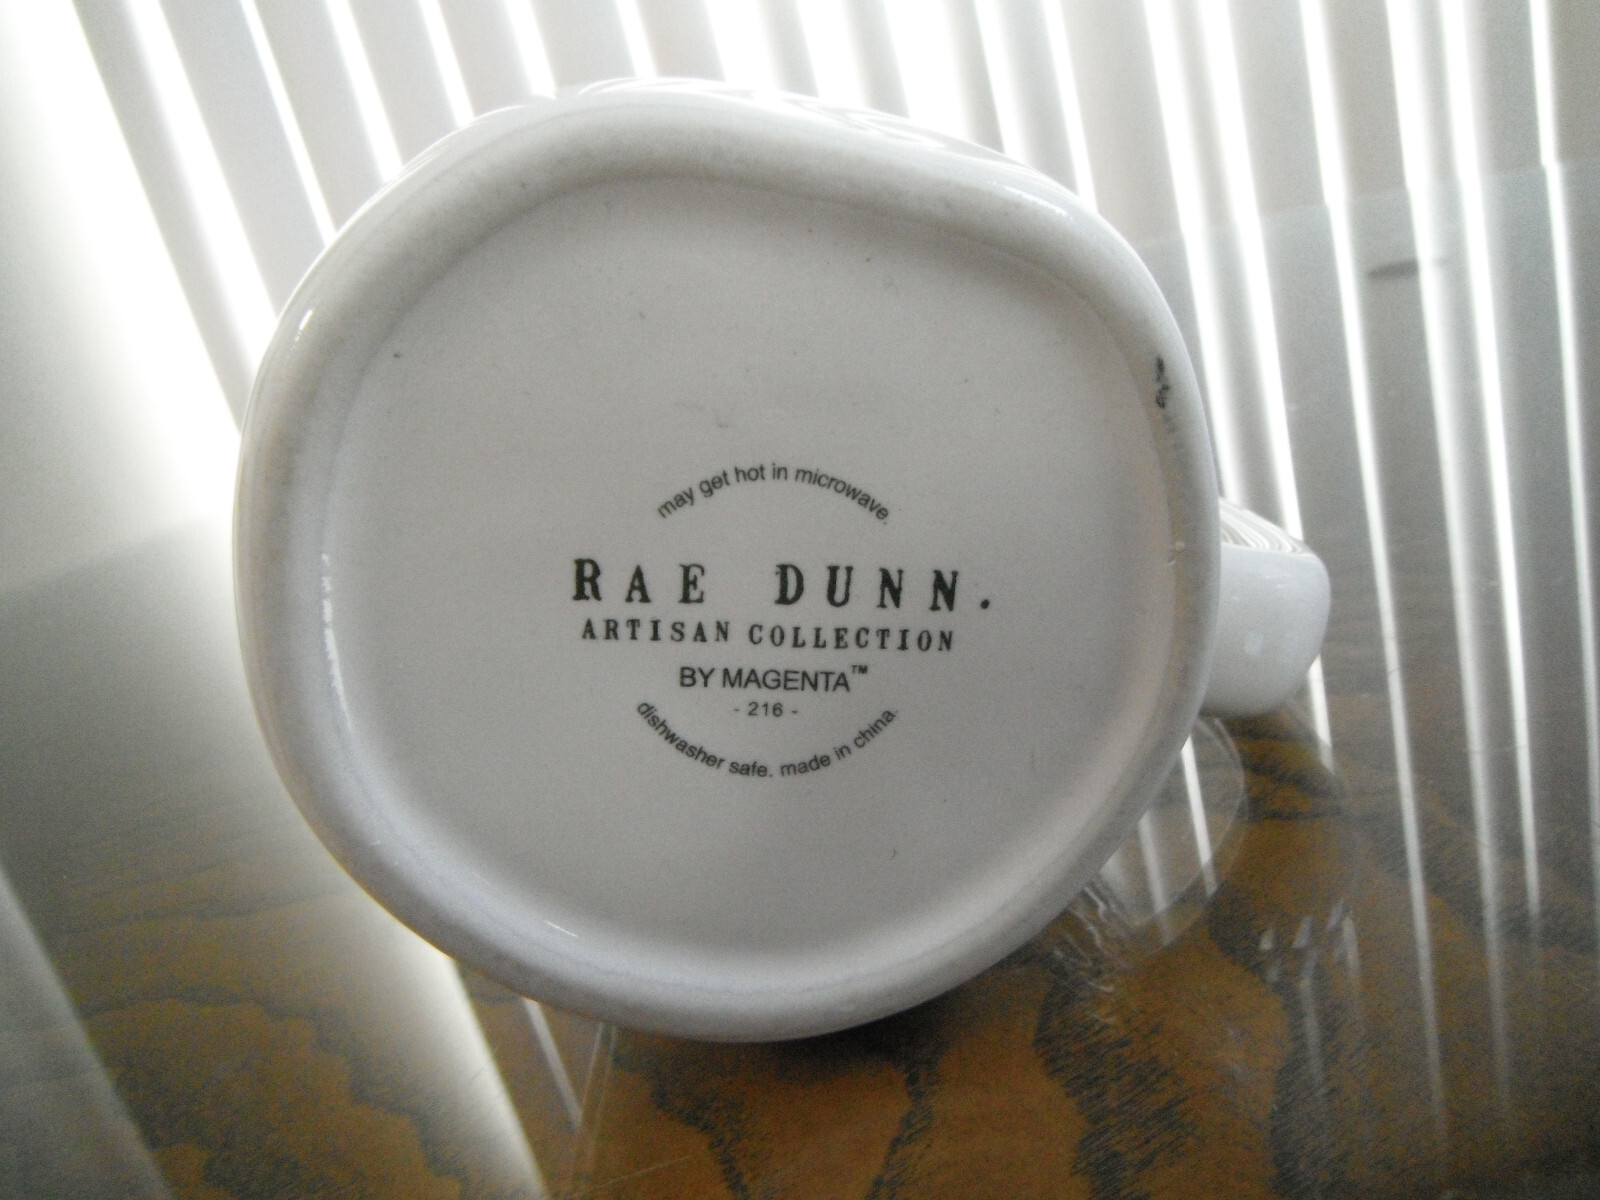 may get hot in microwave.
RAE DUNN.
ARTISAN COLLECTION
BY MAGENTA™
- 216 -
dishwasher safe. made in china.